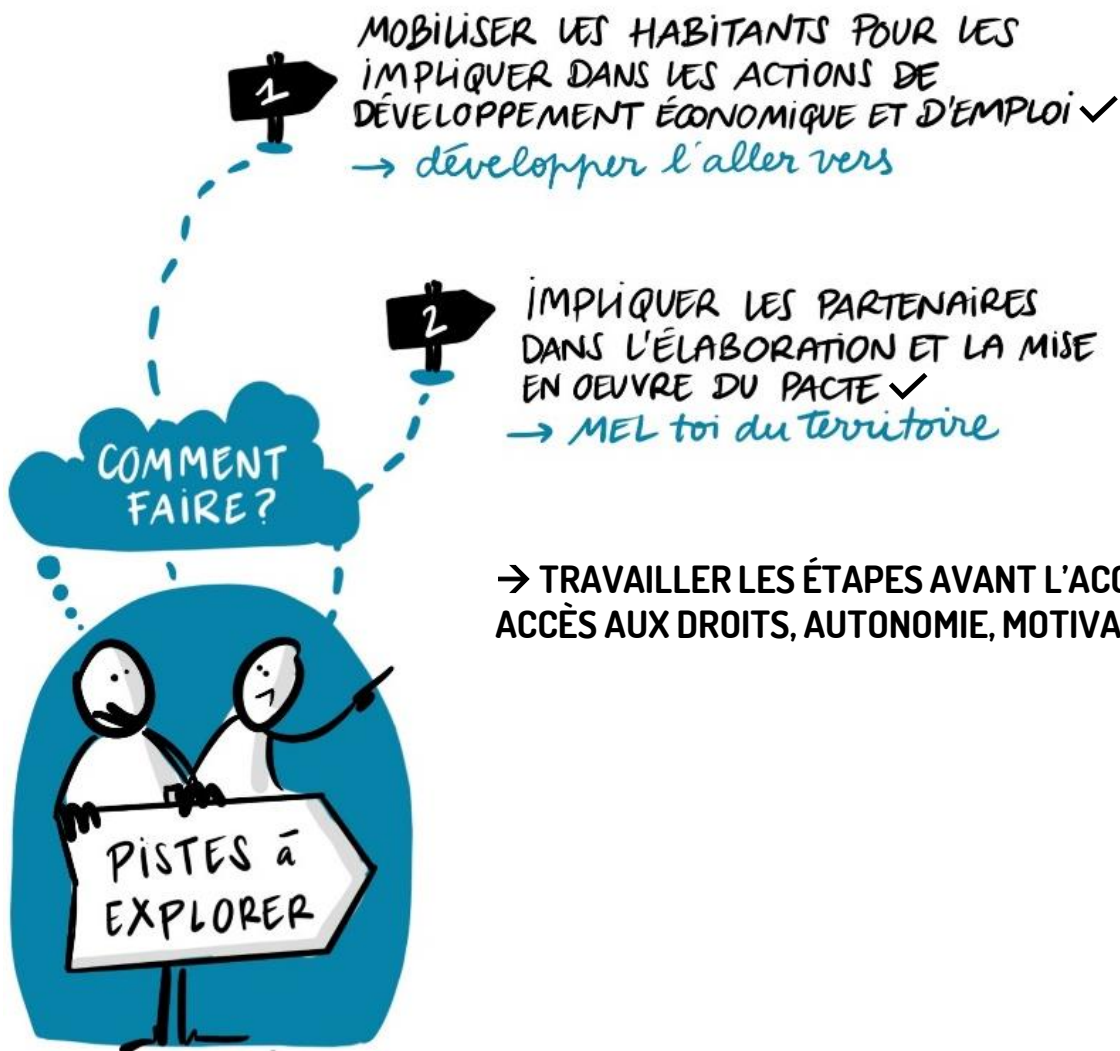 1
MOBILISER LES HABITANTS POUR LES
IMPLIQUER DANS LES ACTIONS DE
DÉVELOPPEMENT ÉCONOMIQUE ET D'EMPLOI ✓
→ développer l'aller vers
2
IMPLIQUER LES PARTENAIRES
DANS L'ÉLABORATION ET LA MISE
EN OEUVRE DU PACTE ✓
→ MEL toi du territoire
COMMENT
FAIRE ?
→ TRAVAILLER LES ÉTAPES AVANT L'ACC
ACCÈS AUX DROITS, AUTONOMIE, MOTIVA
PISTES à
EXPLORER